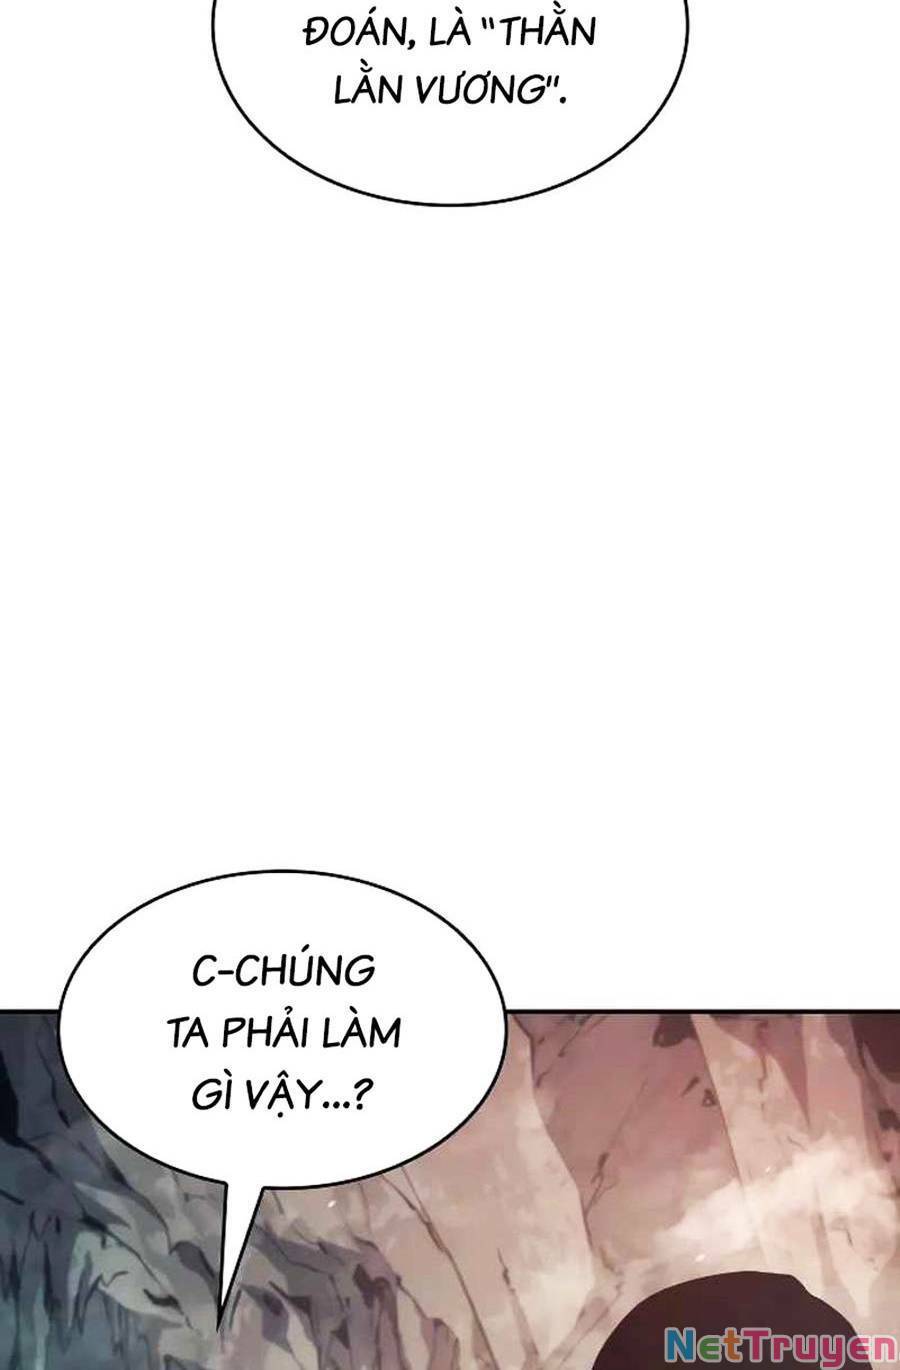 ĐOÁN, LÀ "THẰN
LẰN VƯƠNG".
C-CHÚNG
TA PHẢI LÀM
GÌ VẬY...?
NetTruyen